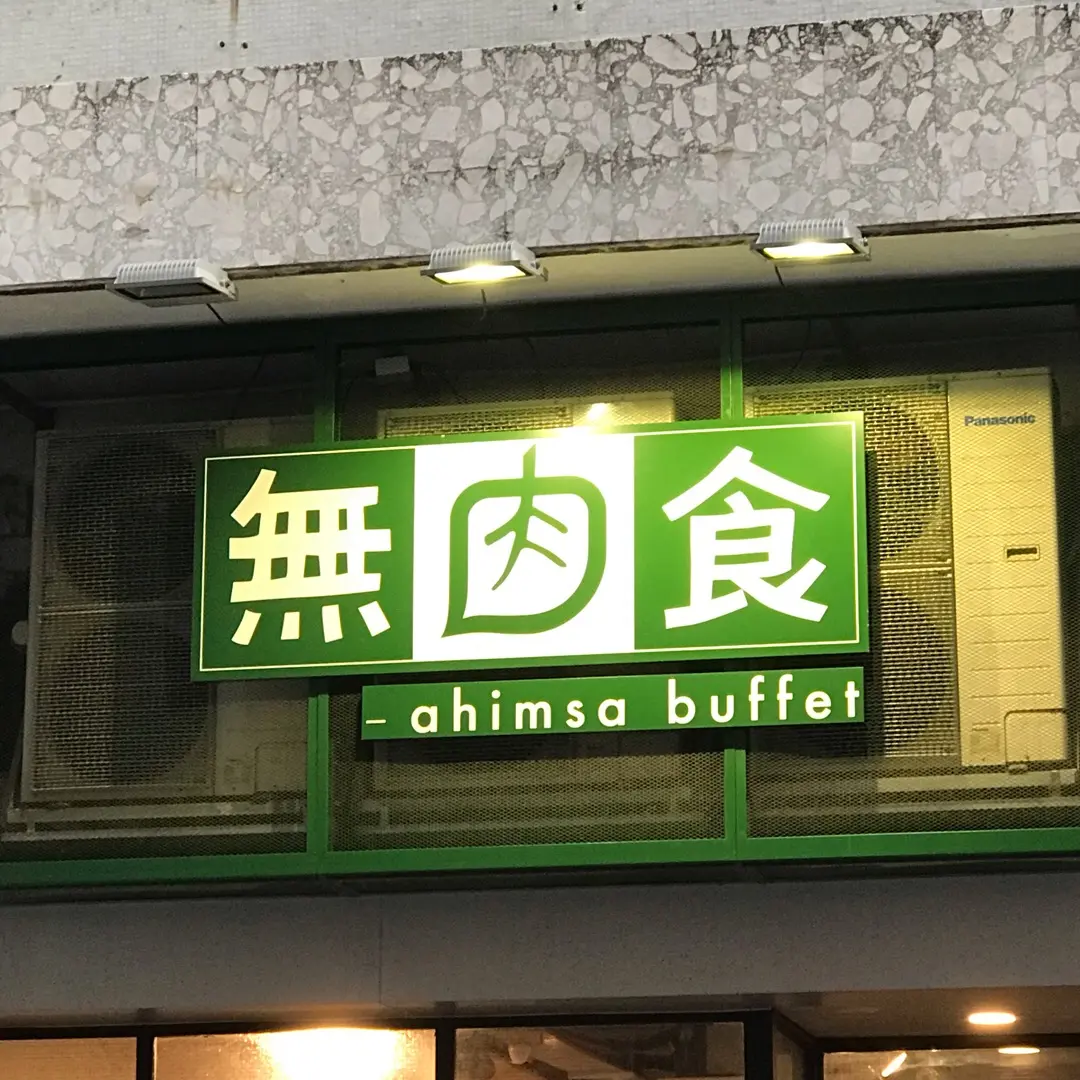 無肉食
– ahimsa buffet
Panasonic